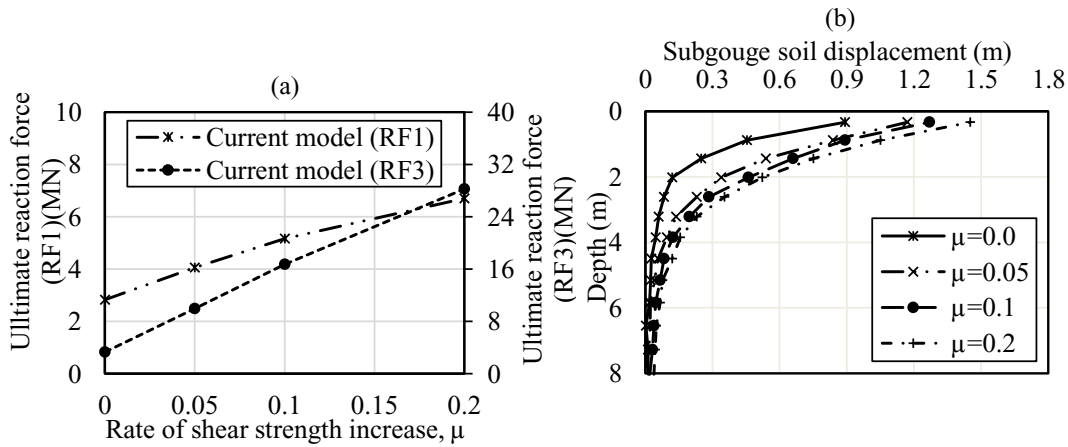 (a)
10
8
6
4
2
0
Ulltimate reaction force
(RF1)(MN)
Current model (RF1)
Current model (RF3)
40
32
24
16
8
0
Ultimate reaction force
(RF3)(MN)
0 0.05 0.1 0.15 0.2
Rate of shear strength increase, μ
(b)
Subgouge soil displacement (m)
0 0.3 0.6 0.9 1.2 1.5 1.8
0
2
4
6
8
Depth (m)
μ=0.0
μ=0.05
μ=0.1
μ=0.2